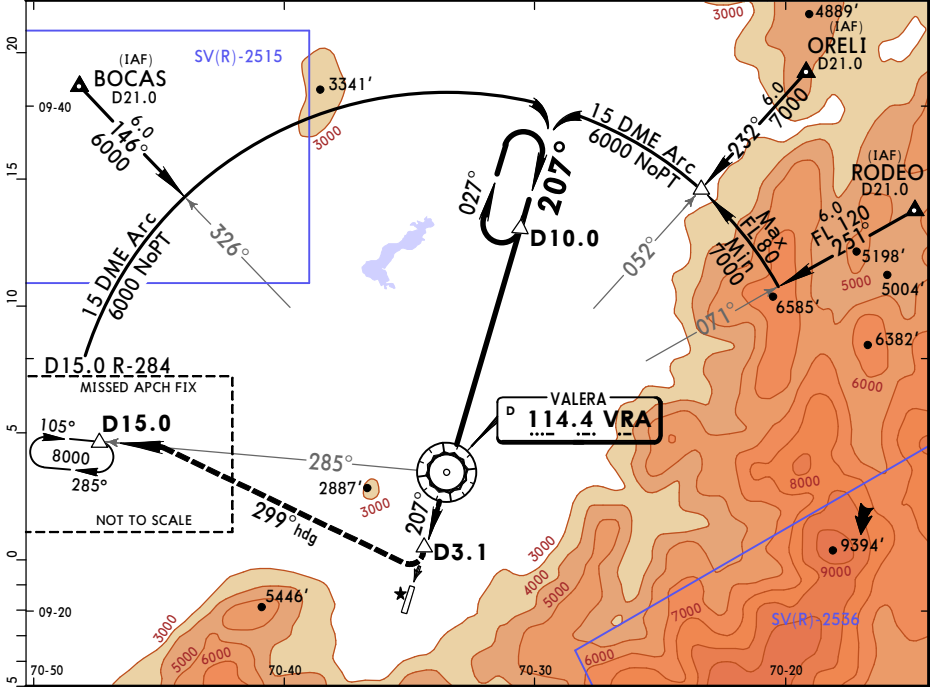 4889'
3000
(IAF)
ORELI
D21.0
20
SV(R)-2515
(IAF)
BOCAS
D21.0
3341'
09-40
6.0
7000
232°
6.0
146°
6000
3000
15 DME Arc
6000 NoPT
(IAF)
RODEO
D21.0
15
207°
027°
6.0
FL 120
251°
Max
FL80
Min
7000
D10.0
326°
052°
5198'
5000
5004'
15 DME Arc
6000 NoPT
6585'
071°
10
6382'
6000
D15.0 R-284
MISSED APCH FIX
VALERA
D 114.4 VRA
105°
D15.0
8000
285°
5
285°
2887'
3000
8000
207°
299° hdg
NOT TO SCALE
3000
4000
5000
D3.1
9394'
9000
0
5446'
09-20
3000
5000
6000
7000
SV(R)-2536
6000
70-50
70-40
70-30
70-20
5